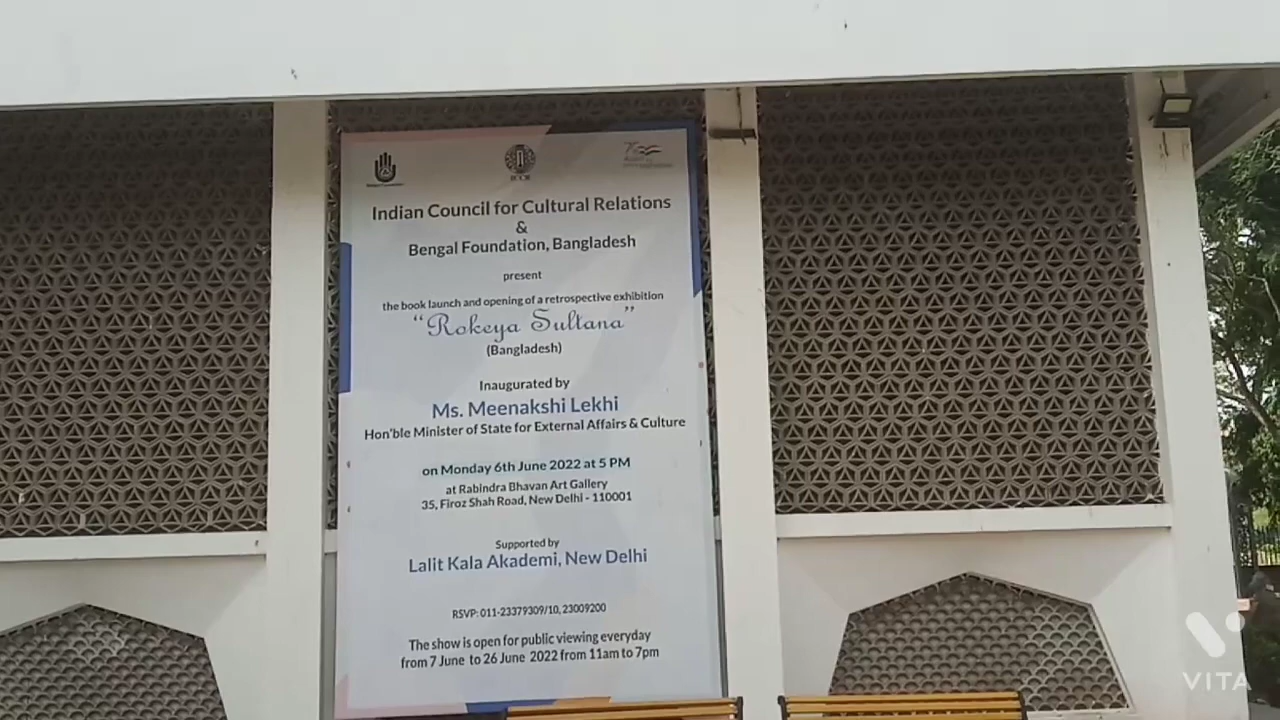 ICCR
Indian Council for Cultural Relations
&
Bengal Foundation, Bangladesh
present
the book launch and opening of a retrospective exhibition
"Rokeya Sultana"
(Bangladesh)
Inaugurated by
Ms. Meenakshi Lekhi
Hon'ble Minister of State for External Affairs & Culture
on Monday 6th June 2022 at 5 PM
at Rabindra Bhavan Art Gallery
35, Firoz Shah Road, New Delhi - 110001
Supported by
Lalit Kala Akademi, New Delhi
RSVP: 011-23379309/10, 23009200
The show is open for public viewing everyday
from 7 June to 26 June 2022 from 11am to 7pm
VITA